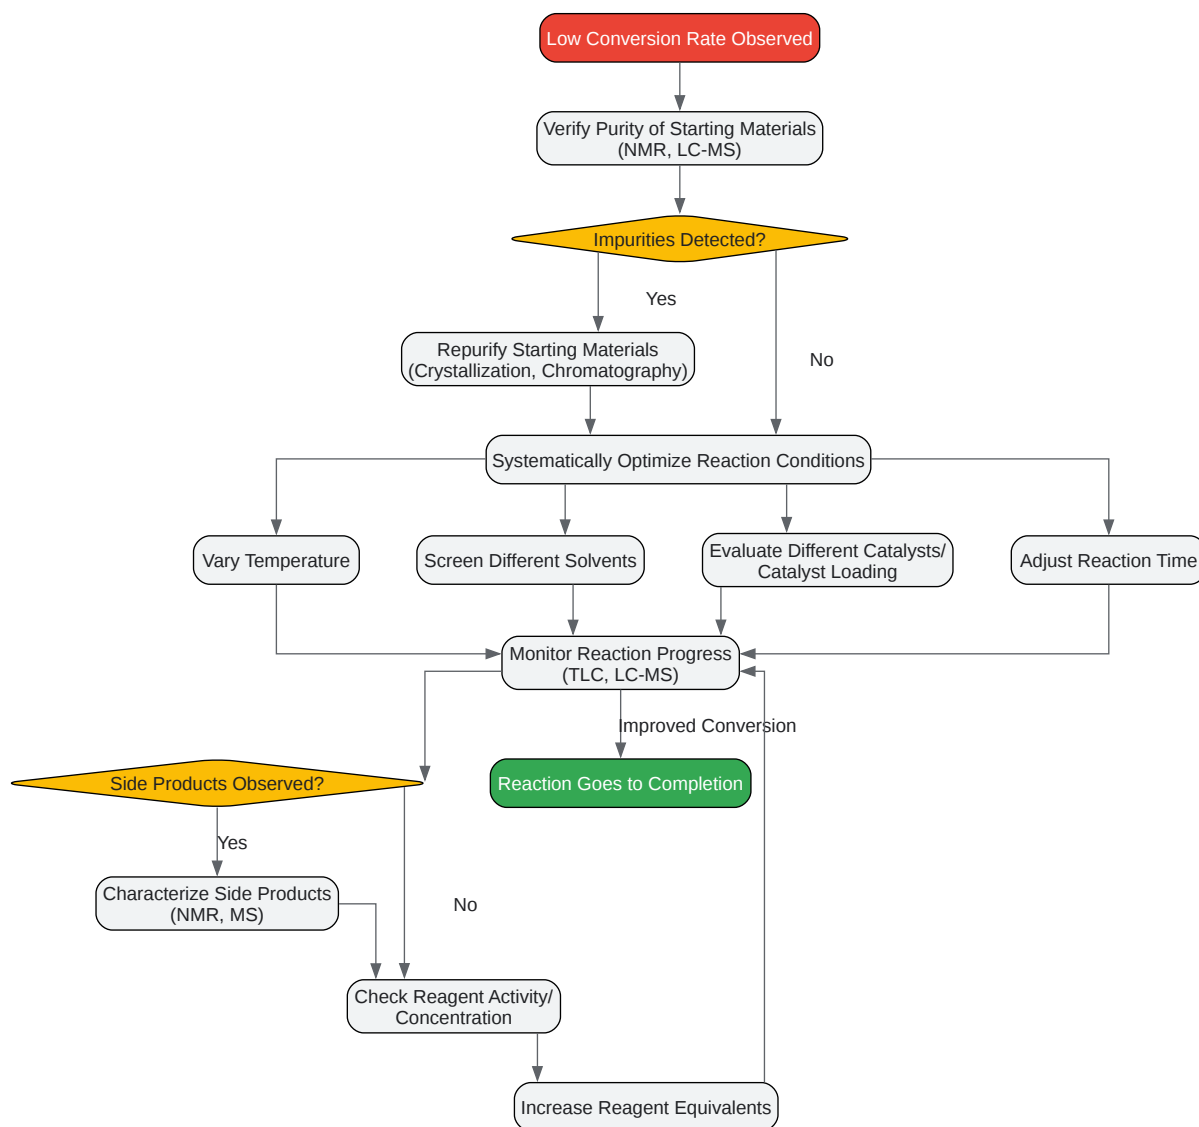 Low Conversion Rate Observed
Verify Purity of Starting Materials
(NMR, LC-MS)
Impurities Detected?
Yes
Repurify Starting Materials
(Crystallization, Chromatography)
No
Systematically Optimize Reaction Conditions
Vary Temperature
Screen Different Solvents
Evaluate Different Catalysts/
Catalyst Loading
Adjust Reaction Time
Monitor Reaction Progress
(TLC, LC-MS)
Improved Conversion
Side Products Observed?
Reaction Goes to Completion
Yes
Characterize Side Products
(NMR, MS)
No
Check Reagent Activity/
Concentration
Increase Reagent Equivalents